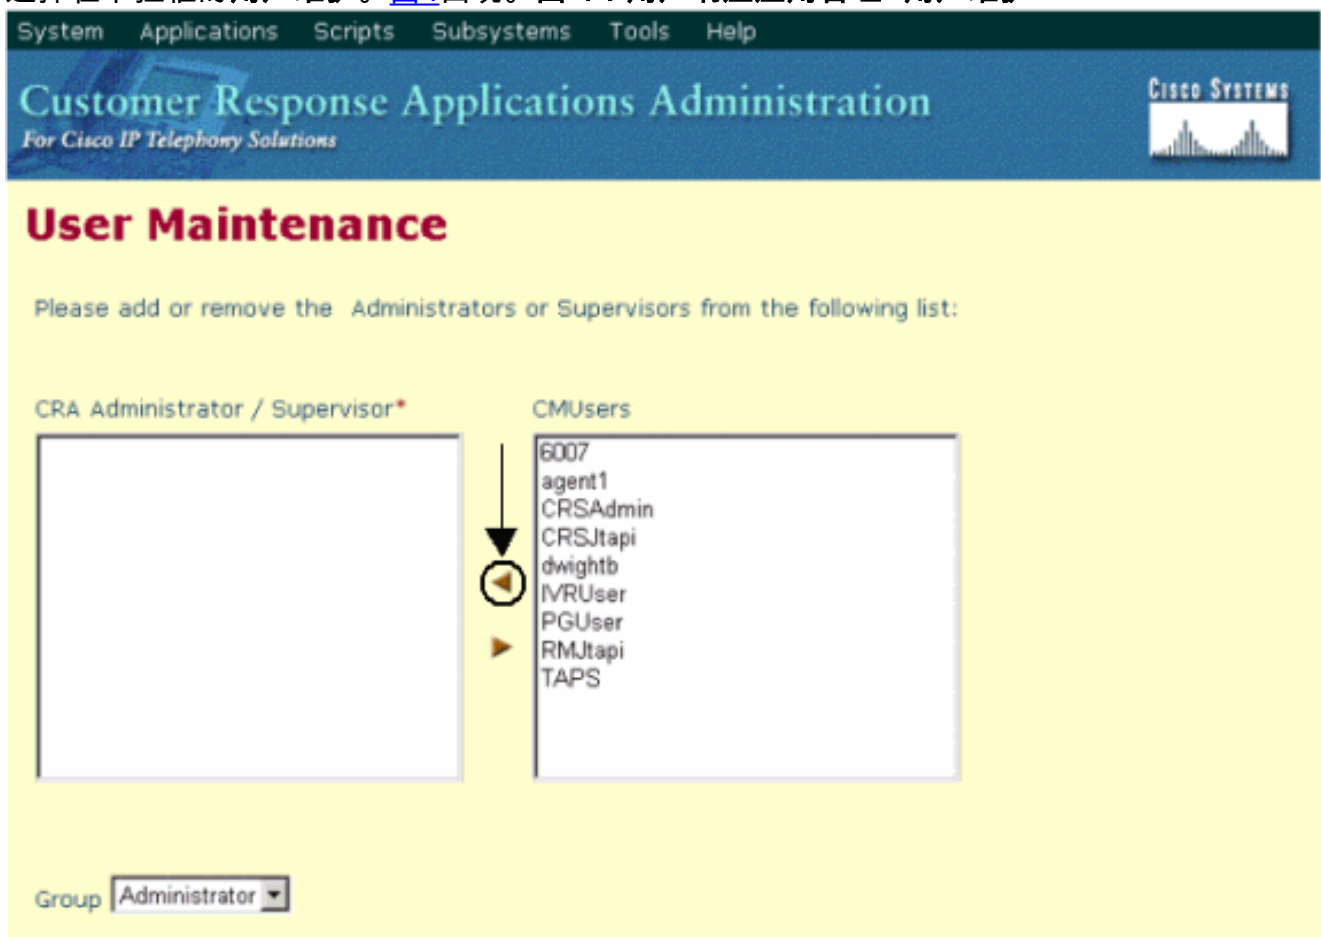 System Applications Scripts Subsystems Tools Help
Customer Response Applications Administration
For Cisco IP Telephony Solutions
CISCO SYSTEMS
User Maintenance
Please add or remove the Administrators or Supervisors from the following list:
CRA Administrator / Supervisor*
CMUsers
6007
agent1
CRSAdmin
CRSJtapi
dwightb
IVRUser
PGUser
RMJtapi
TAPS
Group Administrator